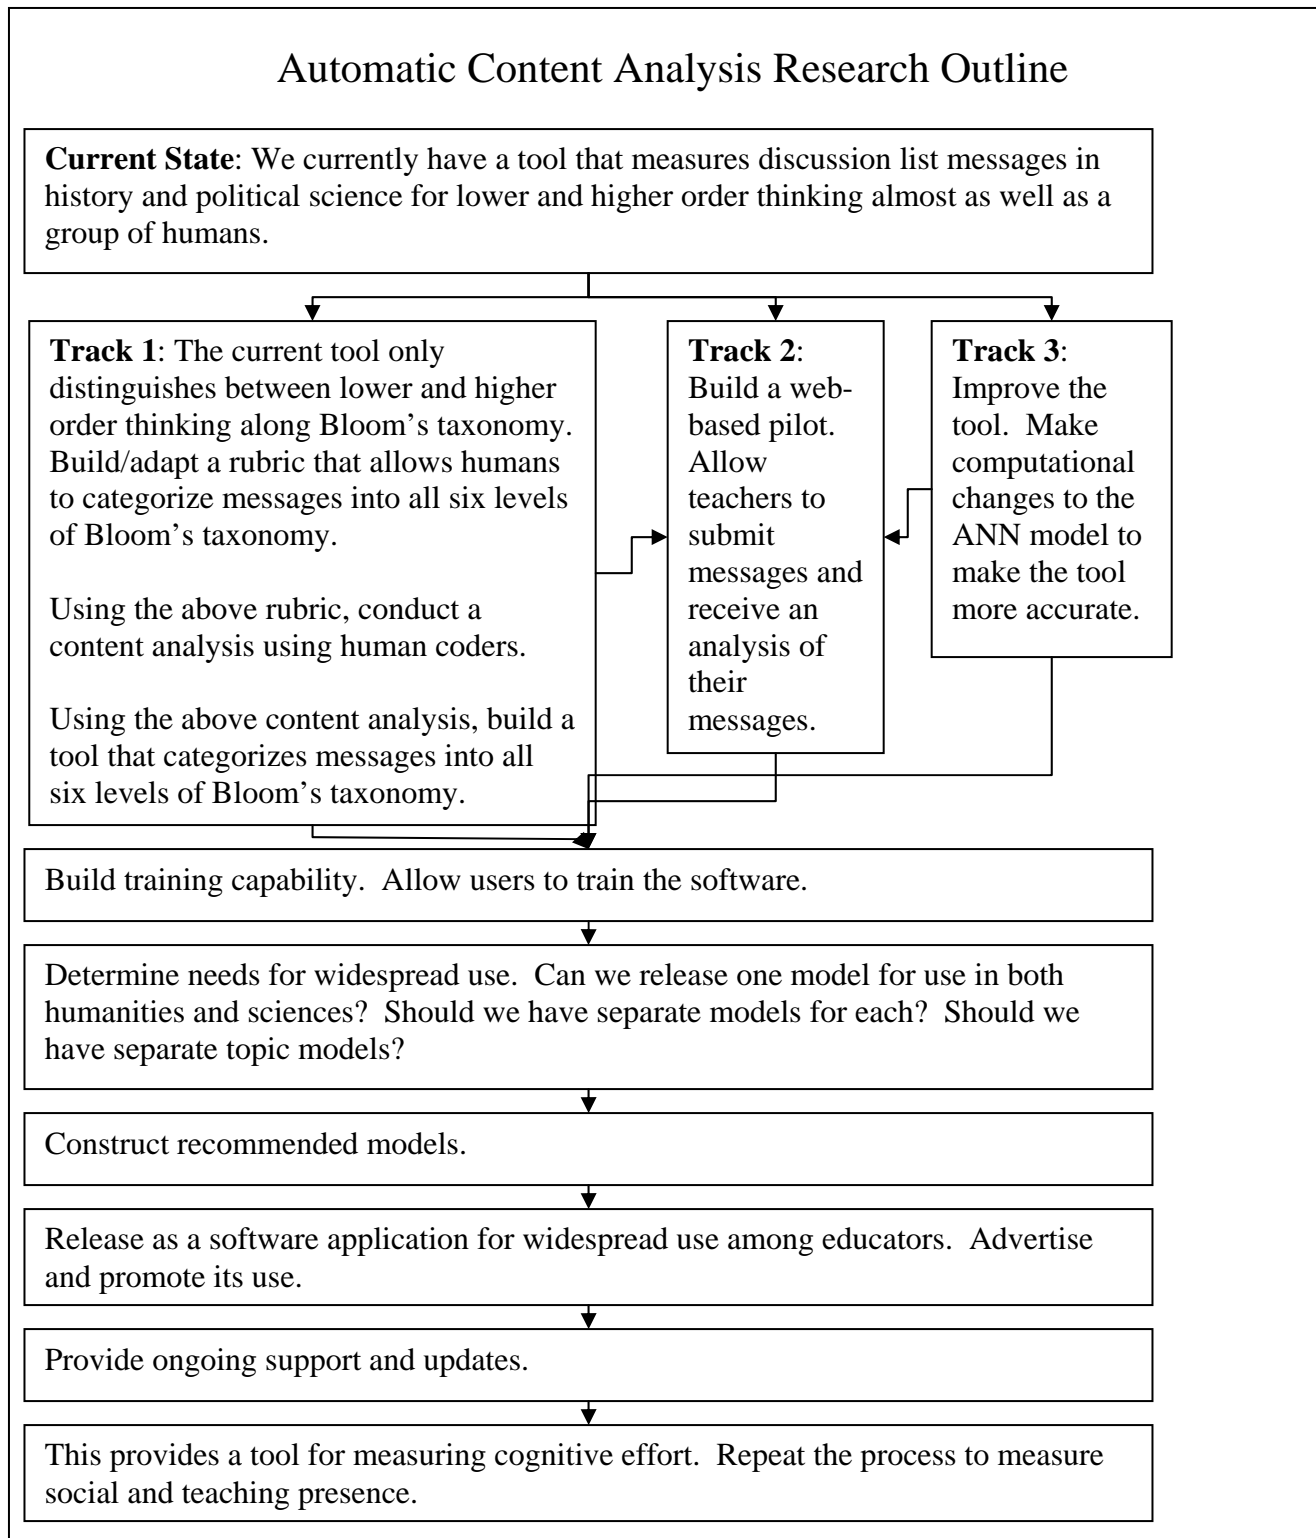 Automatic Content Analysis Research Outline
Current State: We currently have a tool that measures discussion list messages in
history and political science for lower and higher order thinking almost as well as a
group of humans.
Track 1: The current tool only
distinguishes between lower and higher
order thinking along Bloom’s taxonomy.
Build/adapt a rubric that allows humans
to categorize messages into all six levels
of Bloom’s taxonomy.
Using the above rubric, conduct a
content analysis using human coders.
Using the above content analysis, build a
tool that categorizes messages into all
six levels of Bloom’s taxonomy.
Track 2:
Build a web-
based pilot.
Allow
teachers to
submit
messages and
receive an
analysis of
their
messages.
Track 3:
Improve the
tool.  Make
computational
changes to the
ANN model to
make the tool
more accurate.
Build training capability.  Allow users to train the software.
Determine needs for widespread use.  Can we release one model for use in both
humanities and sciences?  Should we have separate models for each?  Should we
have separate topic models?
Construct recommended models.
Release as a software application for widespread use among educators.  Advertise
and promote its use.
Provide ongoing support and updates.
This provides a tool for measuring cognitive effort.  Repeat the process to measure
social and teaching presence.